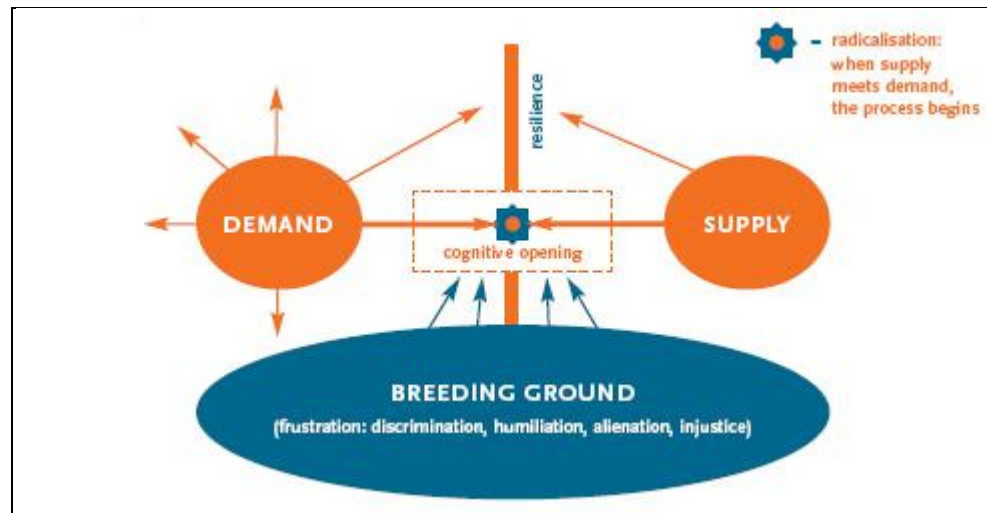 - radicalisation:
when supply
meets demand,
the process begins
resilience
DEMAND
SUPPLY
cognitive opening
BREEDING GROUND
(frustration: discrimination, humiliation, alienation, injustice)